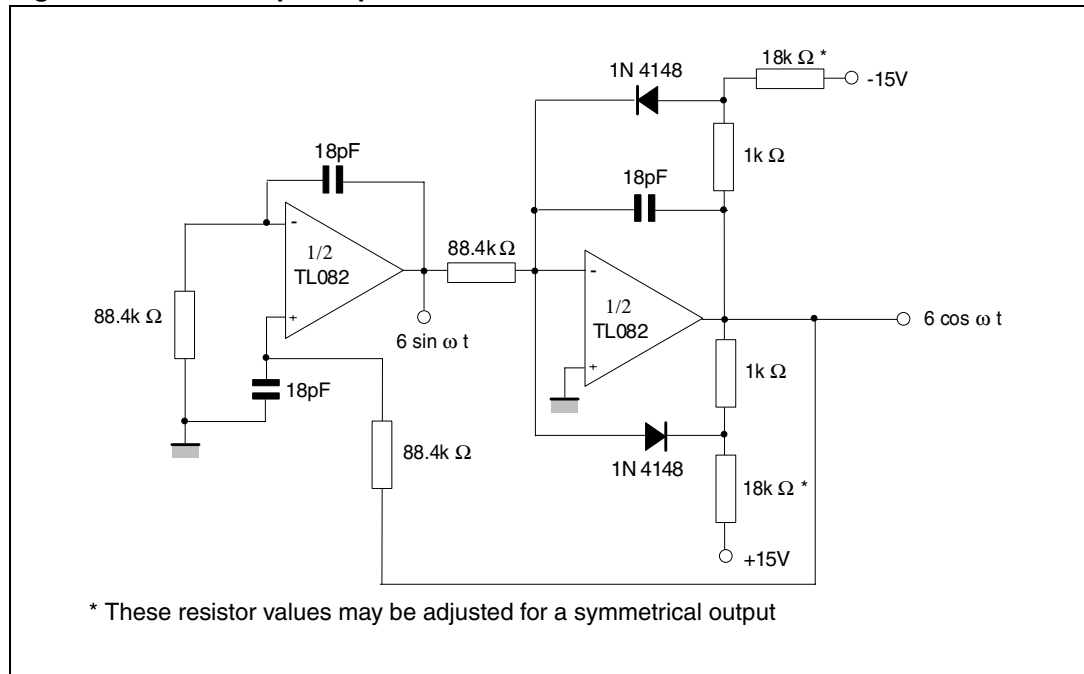 18k Ω *
1N 4148
-15V
18pF
1k Ω
18pF
-
1/2
TL082
+
88.4k Ω
88.4k Ω
6 sin ω t
18pF
88.4k Ω
-
1/2
TL082
+
6 cos ω t
1k Ω
1N 4148
18k Ω *
+15V
* These resistor values may be adjusted for a symmetrical output